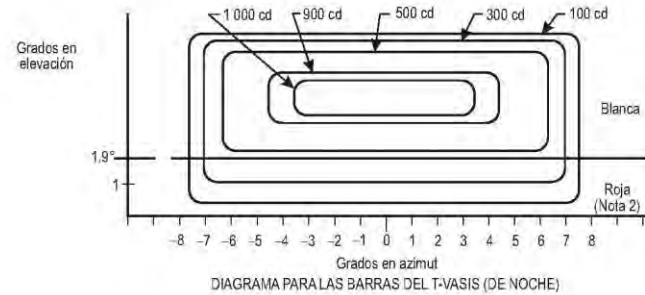 1 000 cd 900 cd 500 cd 300 cd 100 cd
Grados en
elevación
Blanca
1,9°
1
Roja
(Nota 2)
–8 –7 –6 –5 –4 –3 –2 –1 0 1 2 3 4 5 6 7 8
Grados en azimut
DIAGRAMA PARA LAS BARRAS DEL T-VASIS (DE NOCHE)